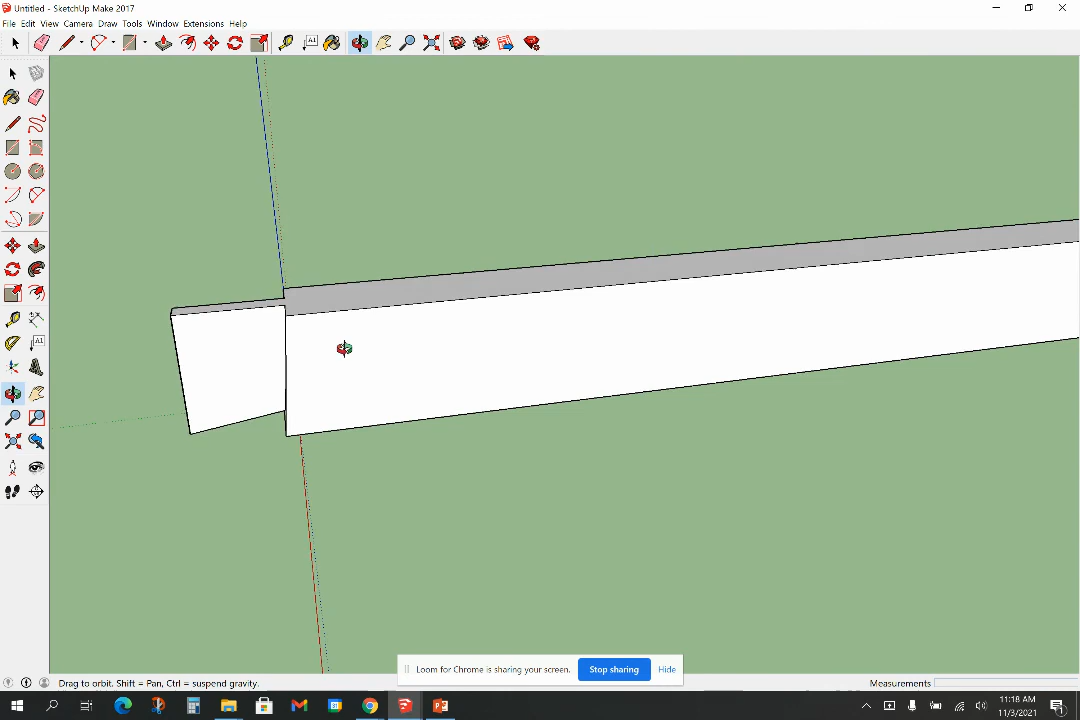 Untitled - SketchUp Make 2017
File Edit View Camera Draw Tools Window Extensions Help
A1
A1
Loom for Chrome is sharing your screen. Stop sharing Hide
Drag to orbit. Shift = Pan, Ctrl = suspend gravity. Measurements
11:18 AM
11/3/2021